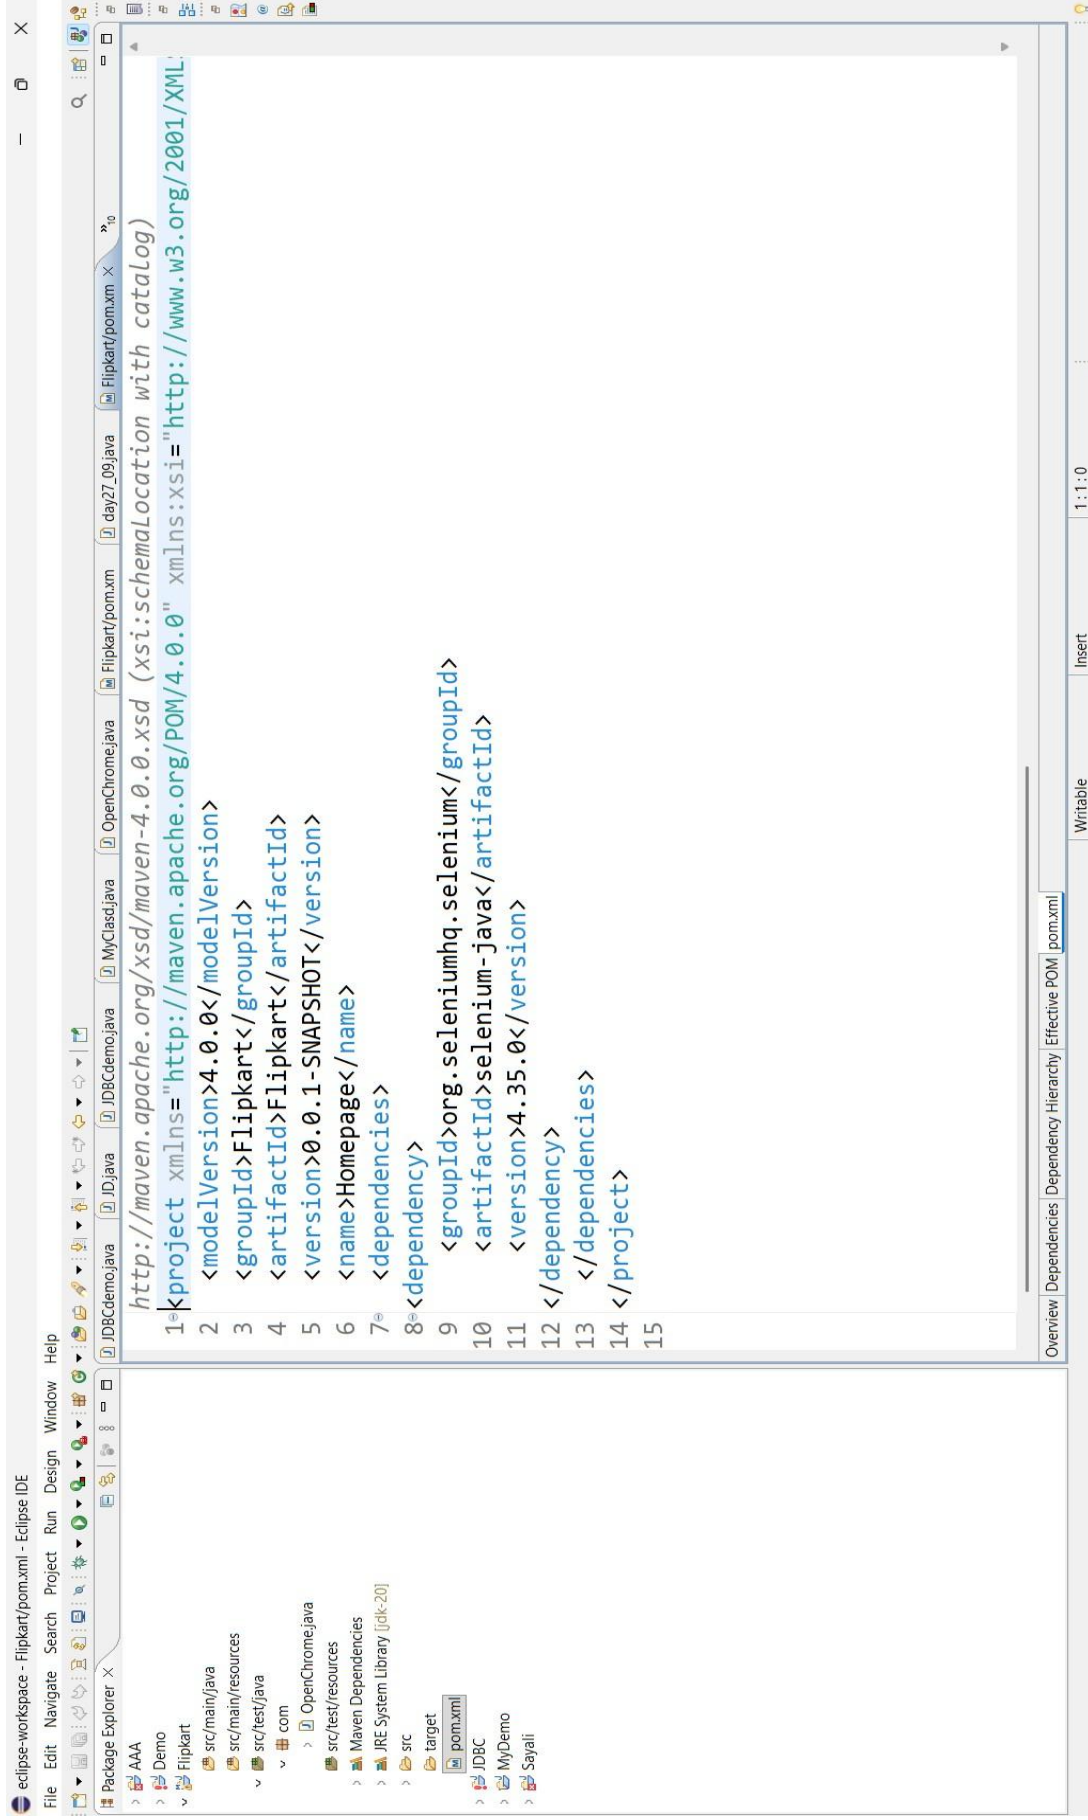 eclipse-workspace - Flipkart/pom.xml - Eclipse IDE
File Edit Navigate Search Project Run Design Window Help
Package Explorer
AAA
Demo
Flipkart
src/main/java
src/main/resources
src/test/java
com
OpenChrome.java
src/test/resources
Maven Dependencies
JRE System Library [jdk-20]
src
target
pom.xml
JDBC
MyDemo
Sayali
JDBCdemo.java JD.java JDBCdemo.java MyClasd.java OpenChrome.java Flipkart/pom.xm day27_09.java Flipkart/pom.xm »10
http://maven.apache.org/xsd/maven-4.0.0.xsd (xsi:schemaLocation with catalog)
1 <project xmlns="http://maven.apache.org/POM/4.0.0" xmlns:xsi="http://www.w3.org/2001/XML
2 <modelVersion>4.0.0</modelVersion>
3 <groupId>Flipkart</groupId>
4 <artifactId>Flipkart</artifactId>
5 <version>0.0.1-SNAPSHOT</version>
6 <name>Homepage</name>
7 <dependencies>
8 <dependency>
9 <groupId>org.seleniumhq.selenium</groupId>
10 <artifactId>selenium-java</artifactId>
11 <version>4.35.0</version>
12 </dependency>
13 </dependencies>
14 </project>
15
Overview Dependencies Dependency Hierarchy Effective POM pom.xml
Writable Insert 1:1:0